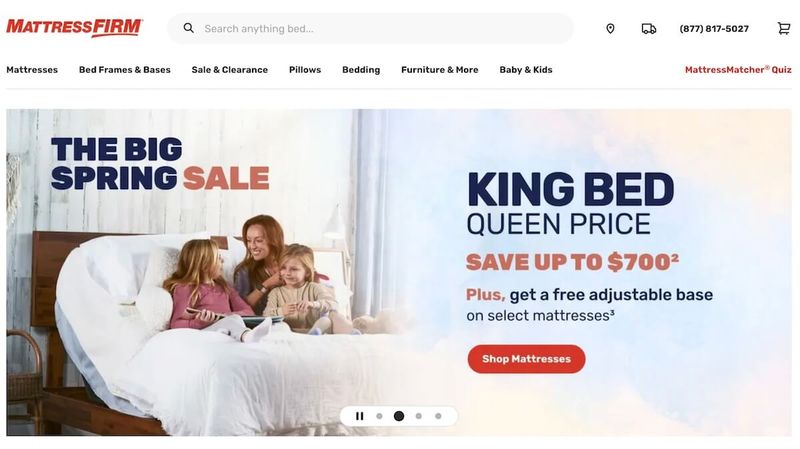 MATTRESSFIRM
Search anything bed...
(877) 817-5027
Mattresses
Bed Frames & Bases
Sale & Clearance
Pillows
Bedding
Furniture & More
Baby & Kids
MattressMatcher® Quiz
THE BIG
SPRING SALE
KING BED
QUEEN PRICE
SAVE UP TO $700²
Plus, get a free adjustable base
on select mattresses³
Shop Mattresses